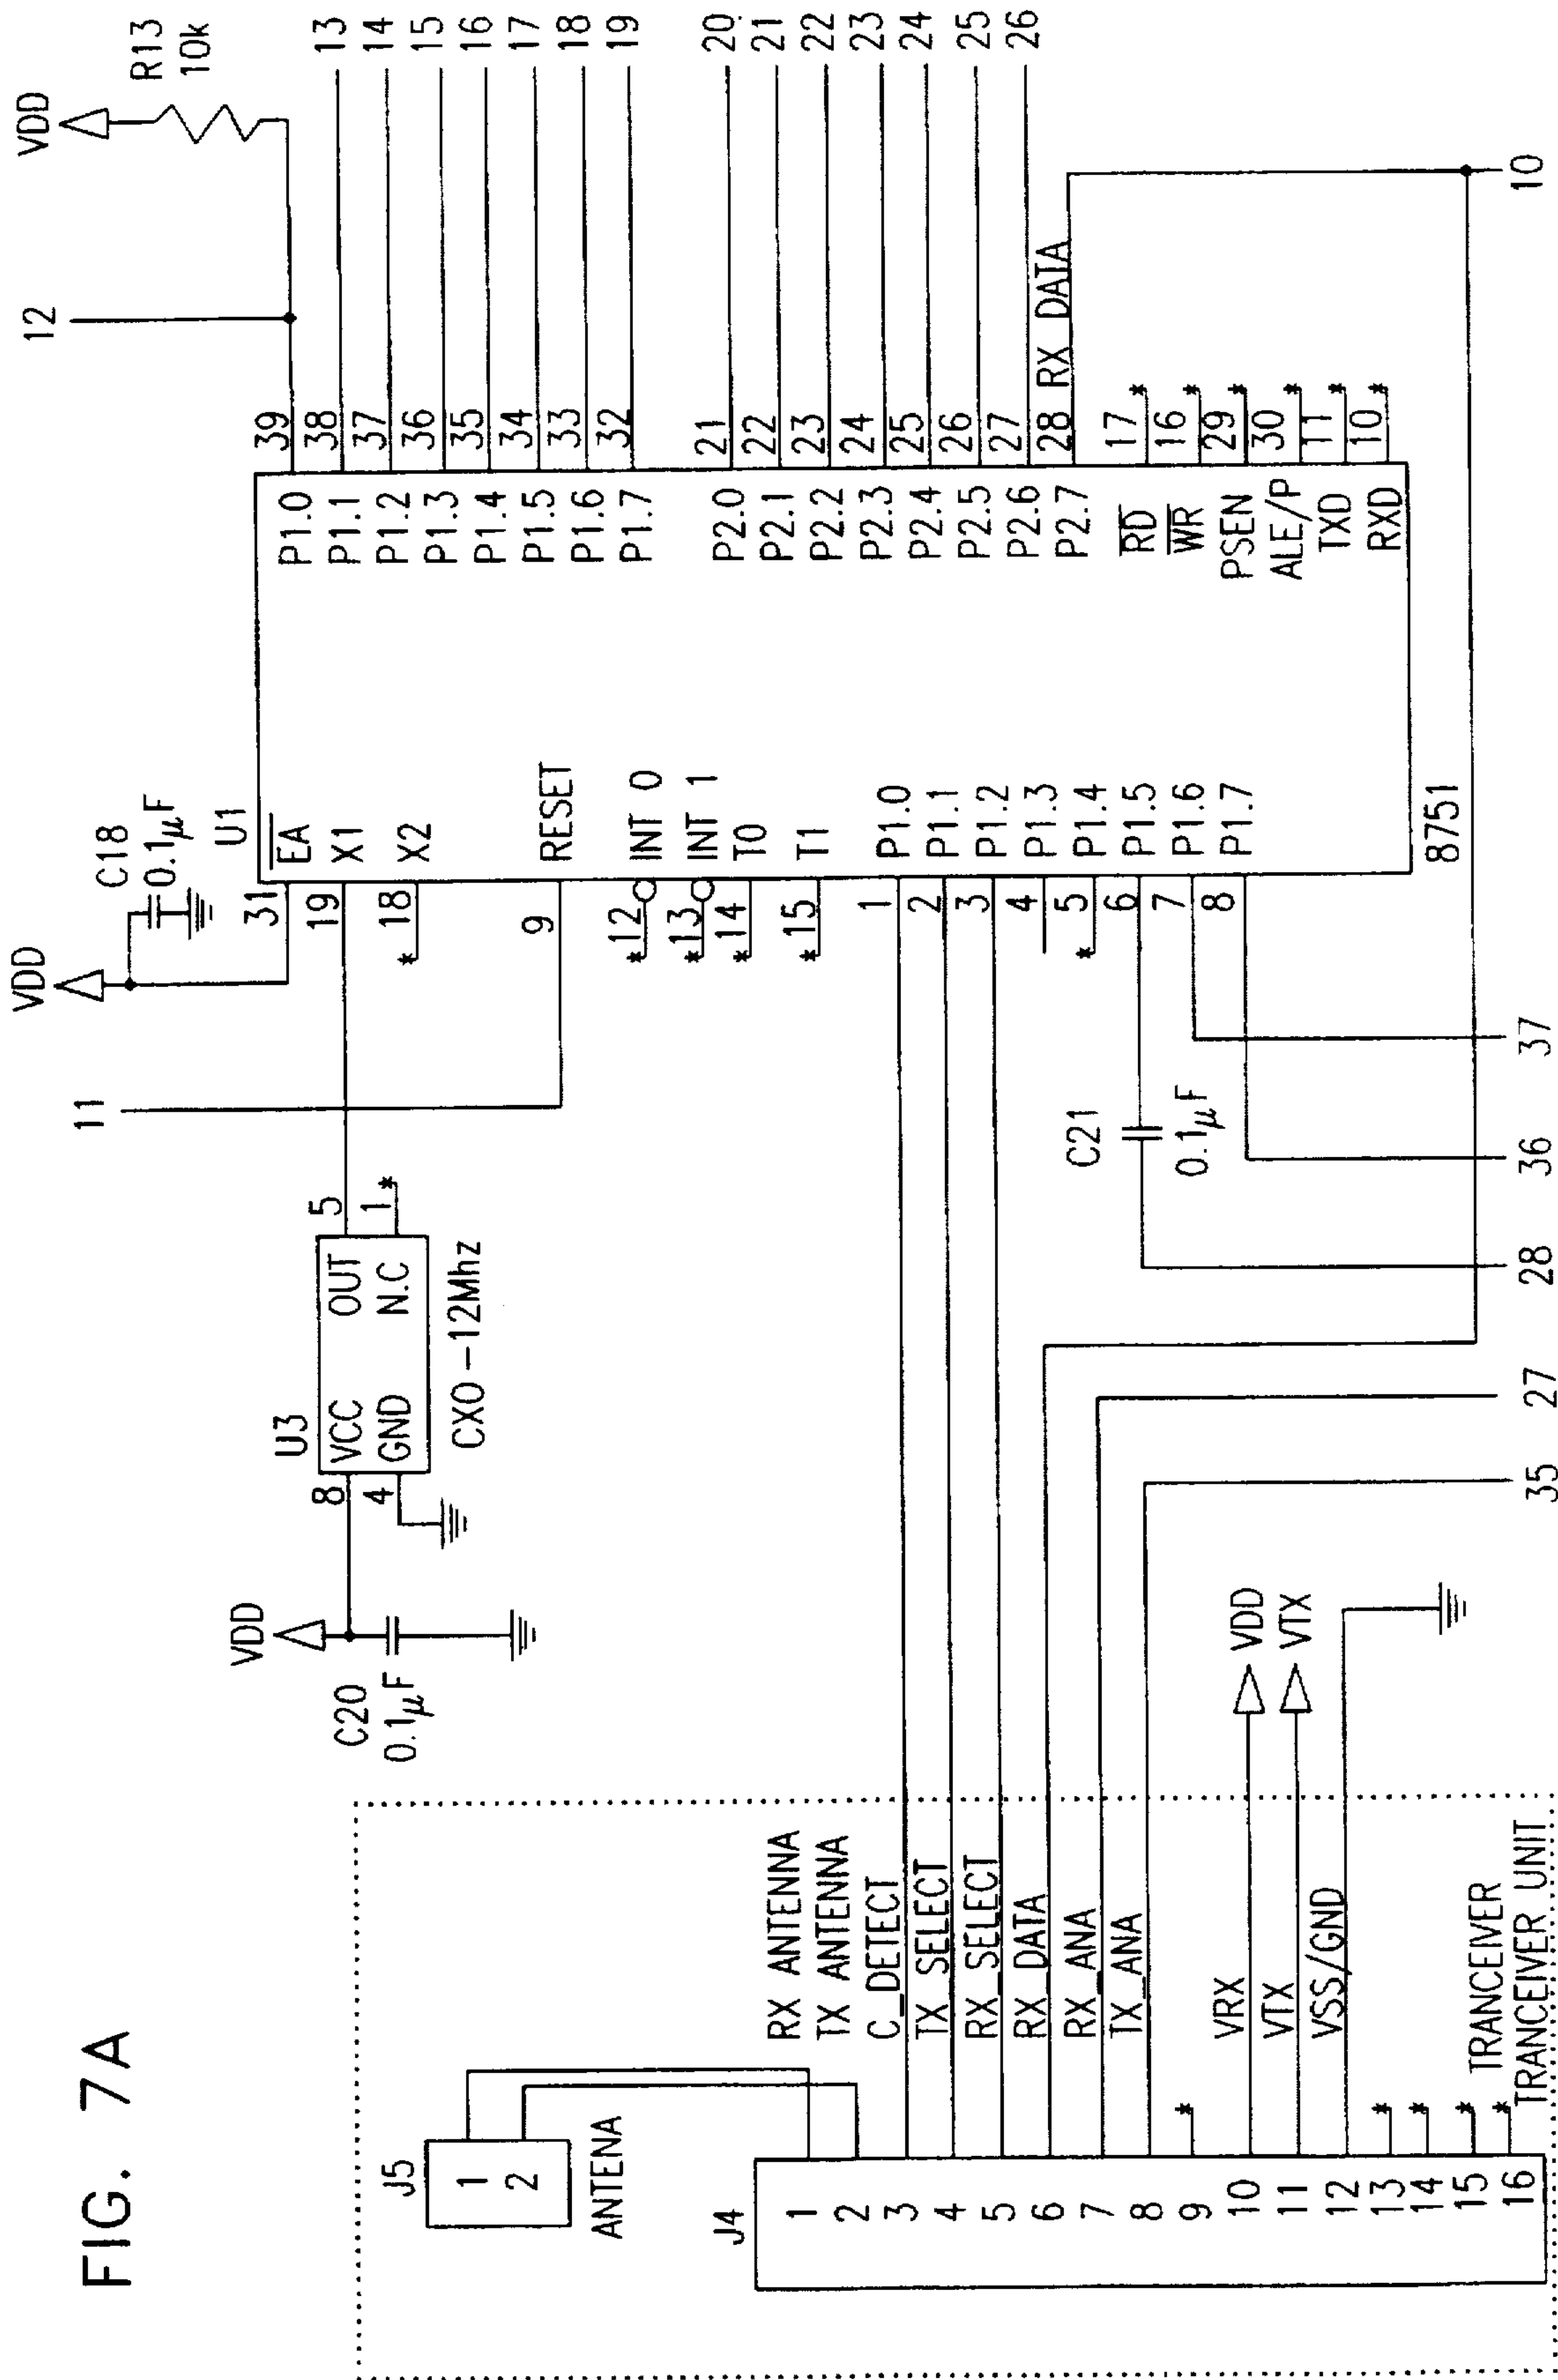 FIG. 7A
J5
1
2
ANTENA
J4
1
2
3
4
5
6
7
8
9
10
11
12
13
14
15
16
RX ANTENNA
TX ANTENNA
C_DETECT
TX_SELECT
RX_SELECT
RX_DATA
RX_ANA
TX_ANA
VRX
VTX
VSS/GND
* * * * *
TRANCEIVER
TRANCEIVER UNIT
VDD
VTX
VDD
C20
0.1μF
U3
8
4
VCC
GND
OUT
N.C
5
1*
CXO-12Mhz
11
VDD
C18
0.1μF
U1
31
19
*18
9
*12
*13
*14
*15
1
2
3
4
*5
6
7
8
EA
X1
X2
RESET
INT 0
INT 1
T0
T1
P1.0
P1.1
P1.2
P1.3
P1.4
P1.5
P1.6
P1.7
8751
C21
0.1μF
35
27
28
36
37
10
P1.0
P1.1
P1.2
P1.3
P1.4
P1.5
P1.6
P1.7
P2.0
P2.1
P2.2
P2.3
P2.4
P2.5
P2.6
P2.7
RD
WR
PSEN
ALE/P
TXD
RXD
39
38
37
36
35
34
33
32
21
22
23
24
25
26
27
28
17*
16*
29*
30*
11*
10*
RX DATA
12
VDD
R13
10k
13
14
15
16
17
18
19
20
21
22
23
24
25
26